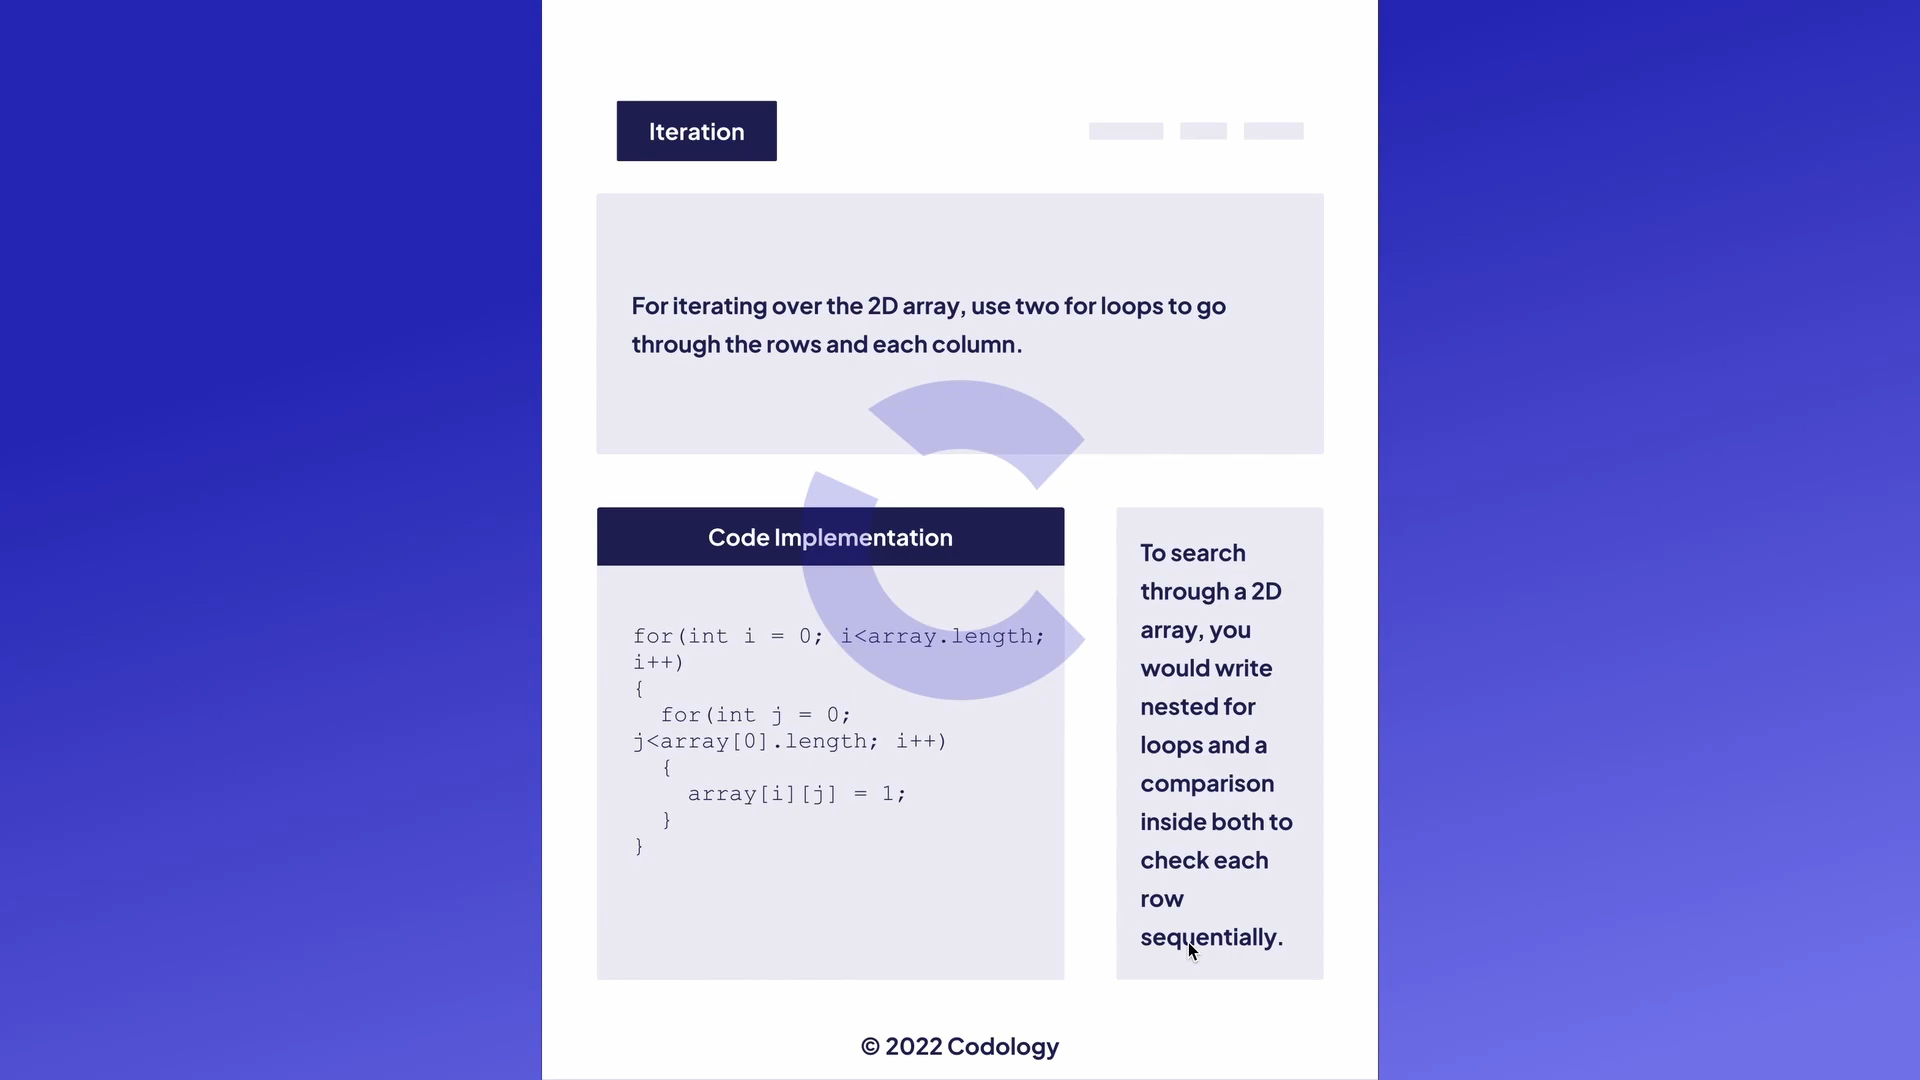 Iteration
For iterating over the 2D array, use two for loops to go
through the rows and each column.
Code Implementation
for(int i = 0; i<array.length;
i++)
{
  for(int j = 0;
j<array[0].length; i++)
  {
    array[i][j] = 1;
  }
}
To search
through a 2D
array, you
would write
nested for
loops and a
comparison
inside both to
check each
row
sequentially.
© 2022 Codology